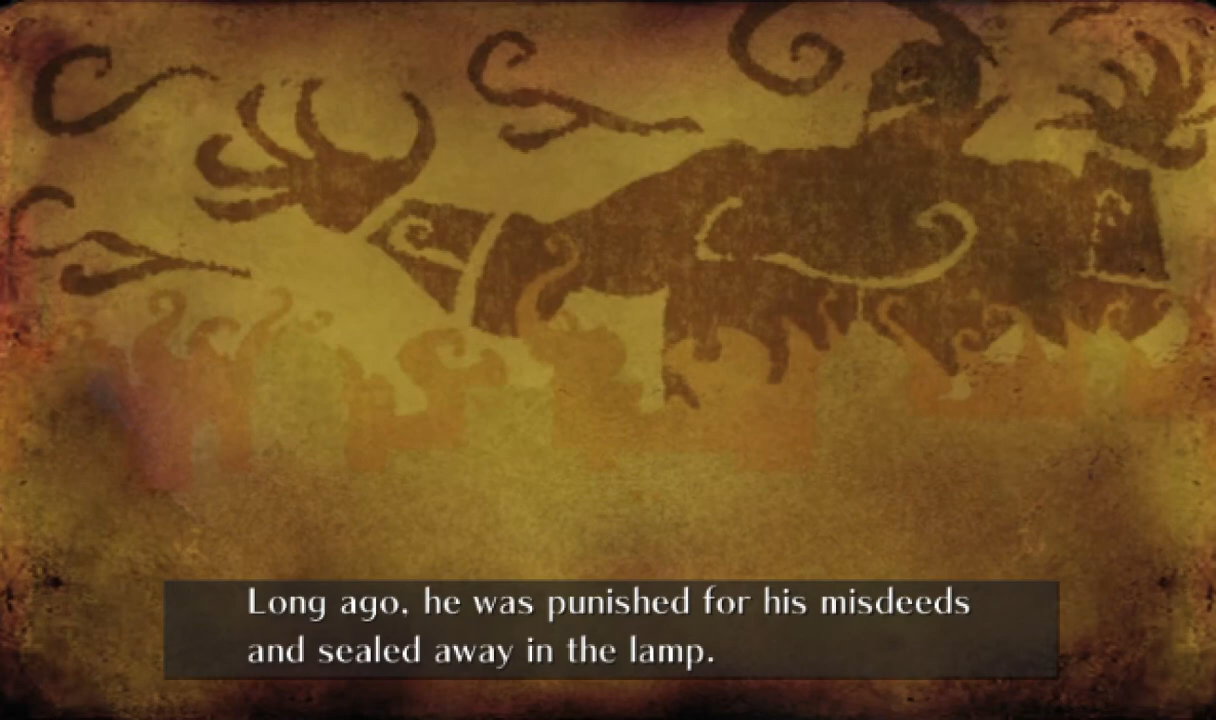 Long ago, he was punished for his misdeeds
and sealed away in the lamp.